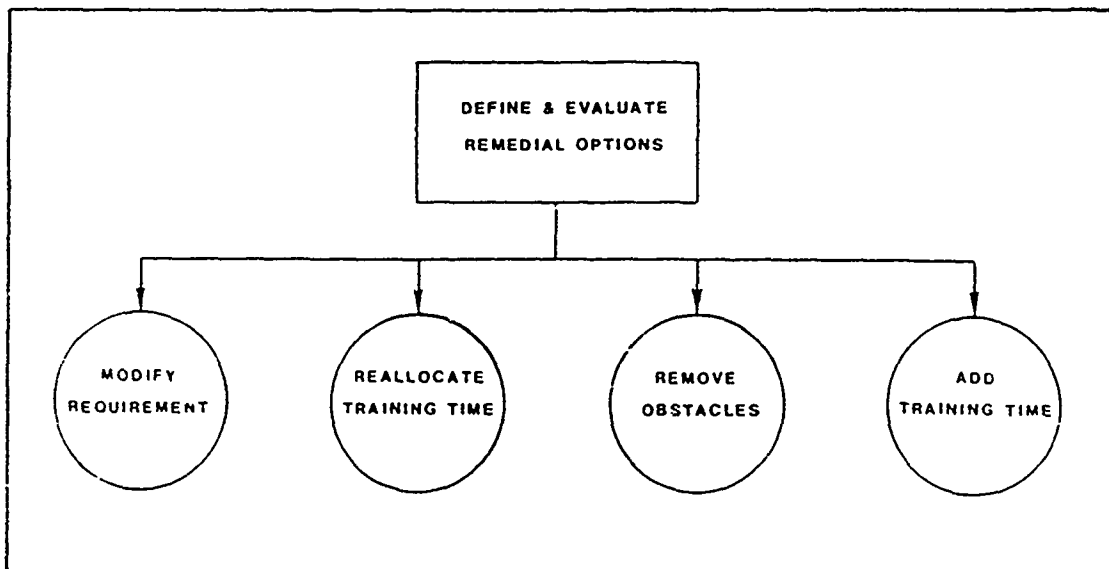 DEFINE & EVALUATE
REMEDIAL OPTIONS
MODIFY
REQUIREMENT
REALLOCATE
TRAINING TIME
REMOVE
OBSTACLES
ADD
TRAINING TIME